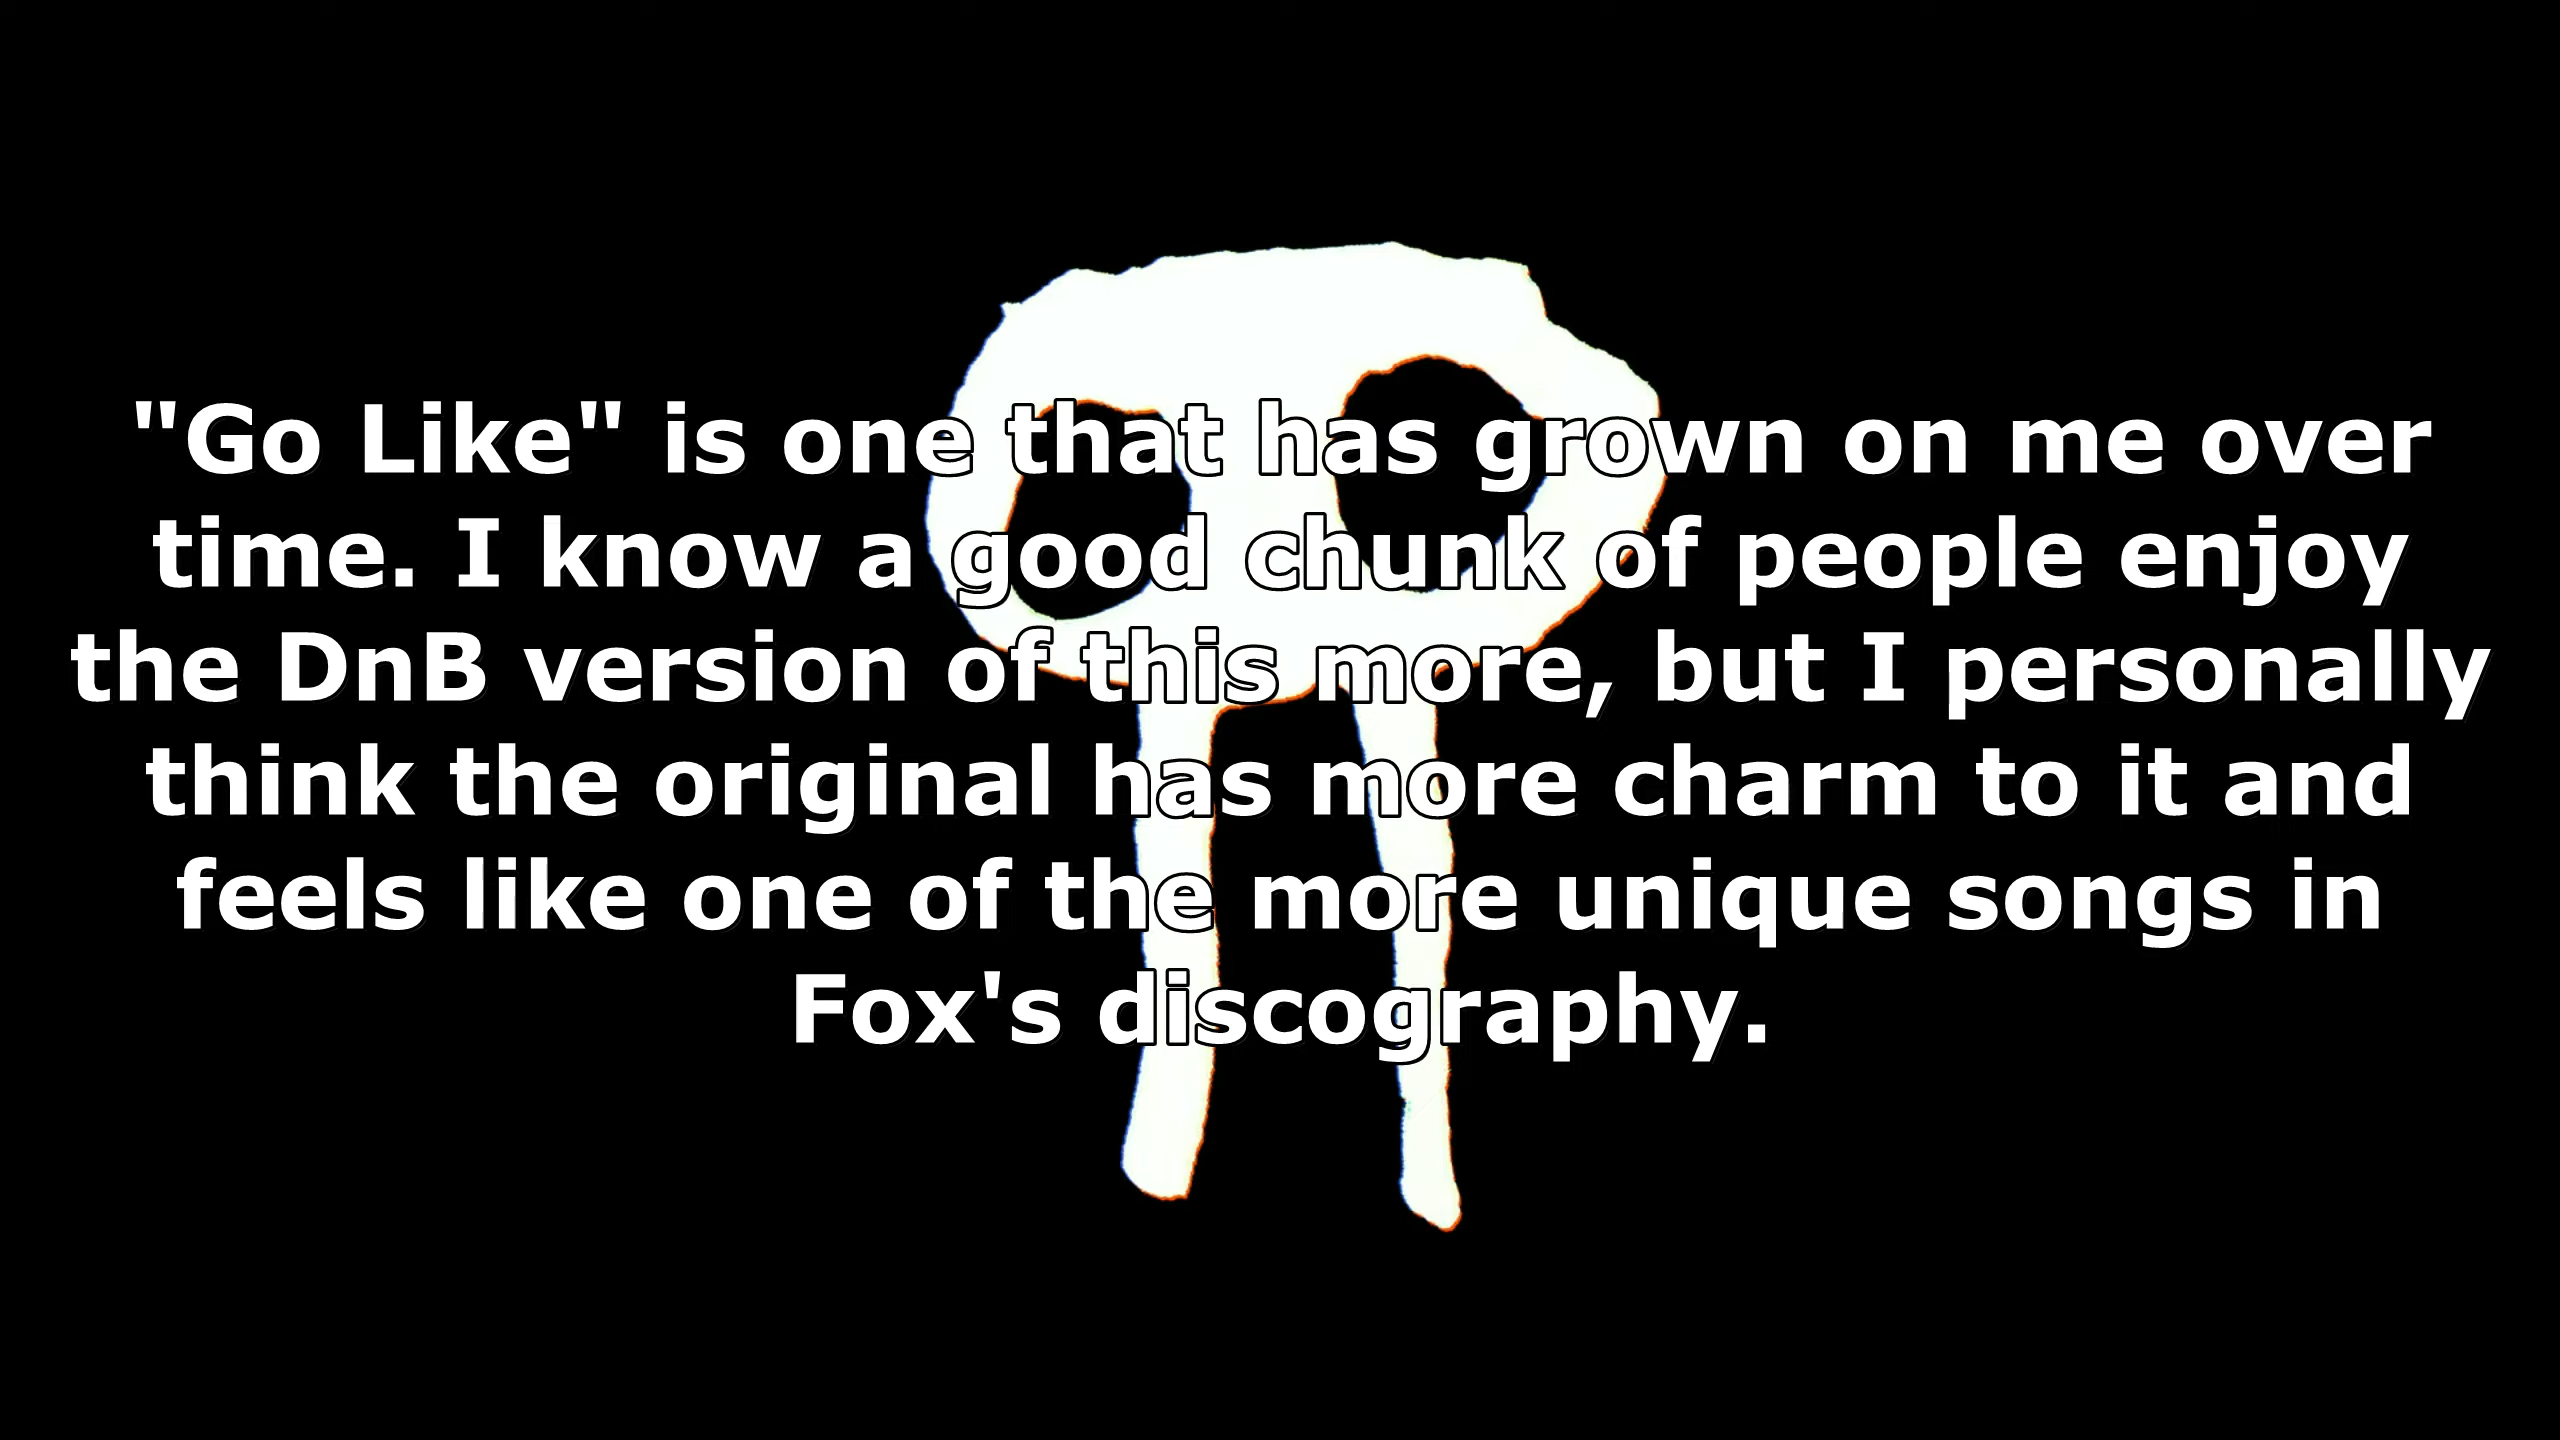 "Go Like" is one that has grown on me over
time. I know a good chunk of people enjoy
the DnB version of this more, but I personally
think the original has more charm to it and
feels like one of the more unique songs in
Fox's discography.